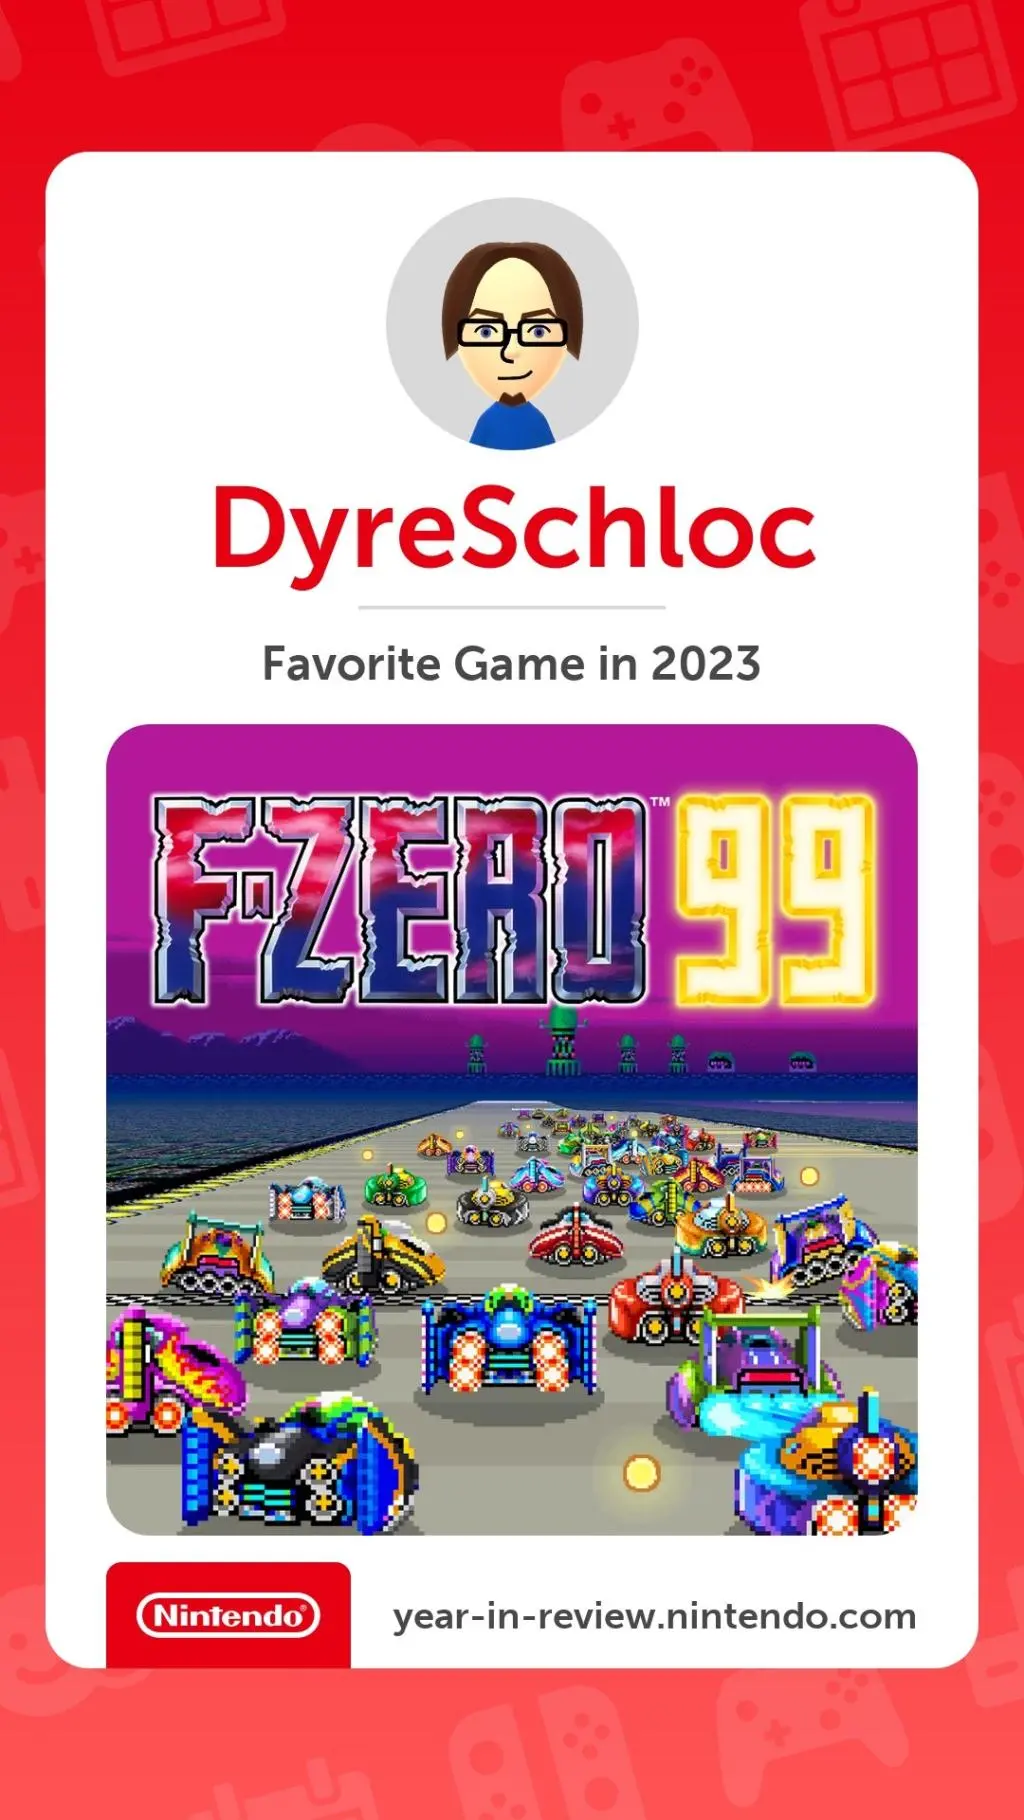 DyreSchloc
Favorite Game in 2023
F-ZERO™ 99
Nintendo®
year-in-review.nintendo.com